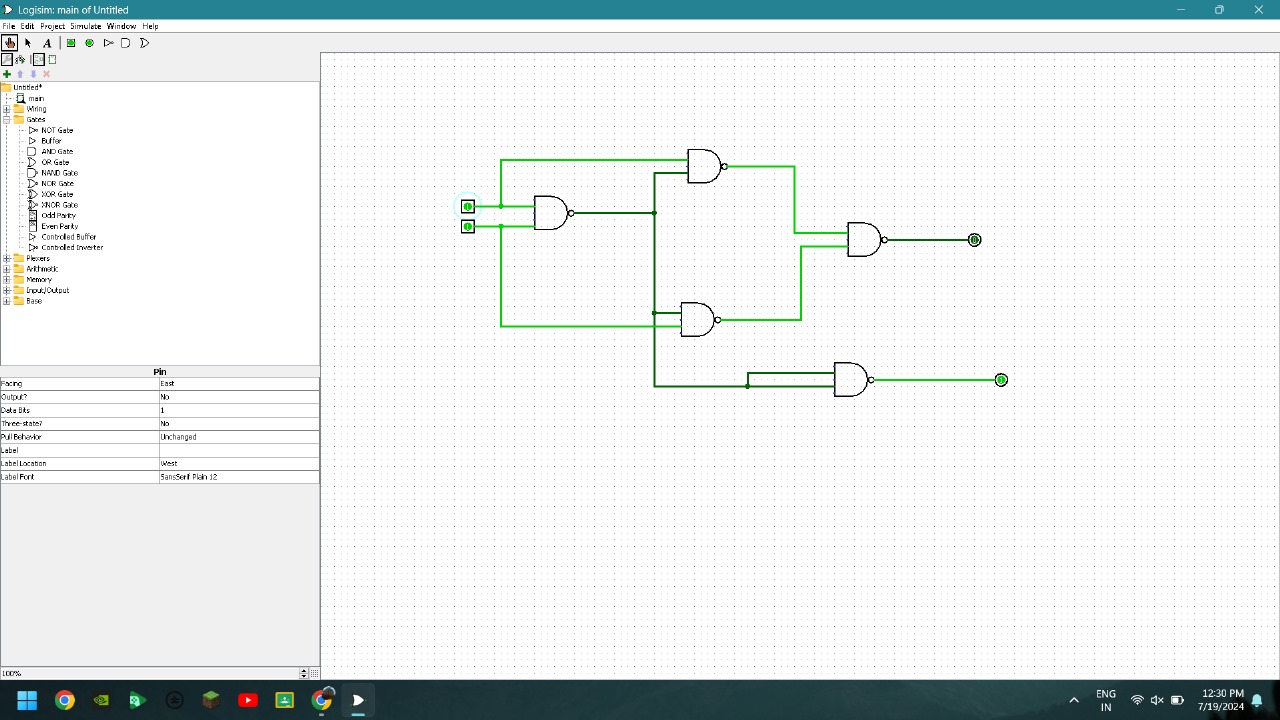 Logisim: main of Untitled
File Edit Project Simulate Window Help
A
Untitled*
main
Wiring
Gates
NOT Gate
Buffer
AND Gate
OR Gate
NAND Gate
NOR Gate
XOR Gate
XNOR Gate
Odd Parity
Even Parity
Controlled Buffer
Controlled Inverter
Plexers
Arithmetic
Memory
Input/Output
Base
1
1
0
1
Pin
Facing East
Output? No
Data Bits 1
Three-state? No
Pull Behavior Unchanged
Label
Label Location West
Label Font SansSerif Plain 12
100%
ENG
IN
12:30 PM
7/19/2024